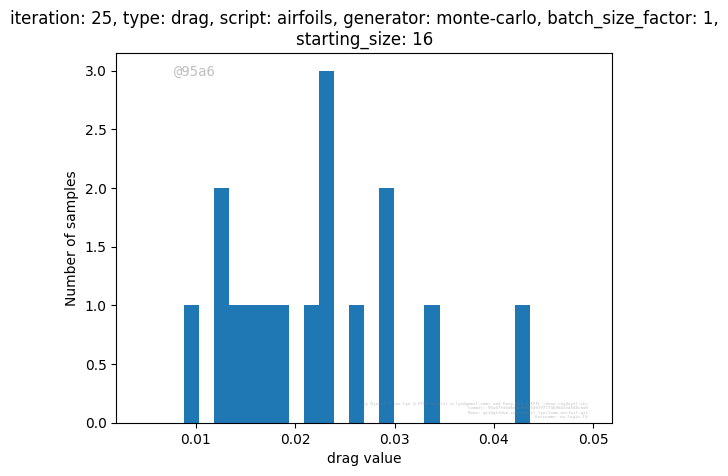 iteration: 25, type: drag, script: airfoils, generator: monte-carlo, batch_size_factor: 1,
starting_size: 16
@95a6
3.0
2.5
2.0
1.5
1.0
0.5
0.0
Number of samples
0.01
0.02
0.03
0.04
0.05
drag value